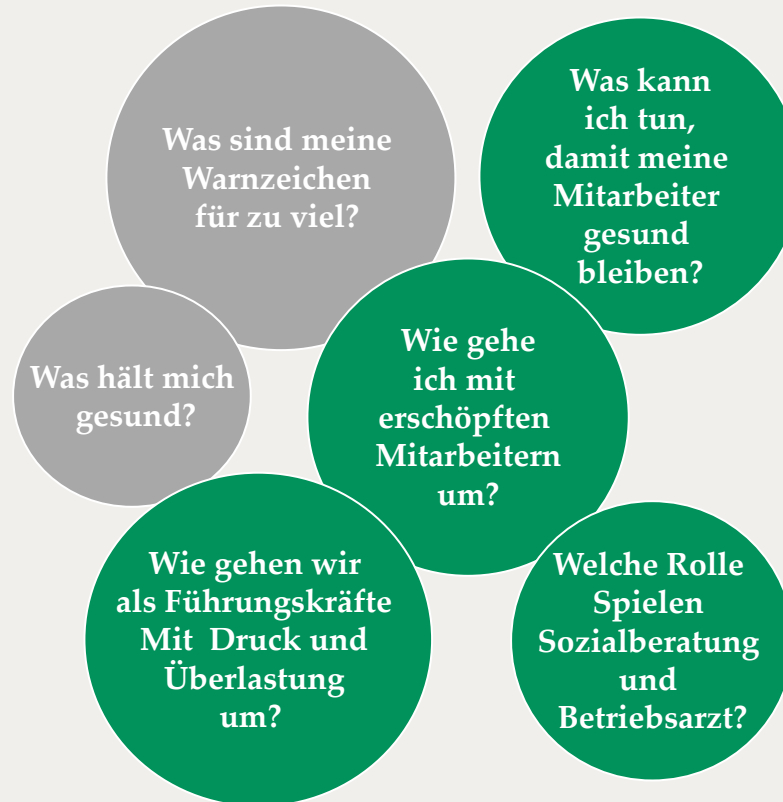 Was sind meine
Warnzeichen
für zu viel?
Was kann
ich tun,
damit meine
Mitarbeiter
gesund
bleiben?
Was hält mich
gesund?
Wie gehe
ich mit
erschöpften
Mitarbeitern
um?
Wie gehen wir
als Führungskräfte
Mit Druck und
Überlastung
um?
Welche Rolle
Spielen
Sozialberatung
und
Betriebsarzt?